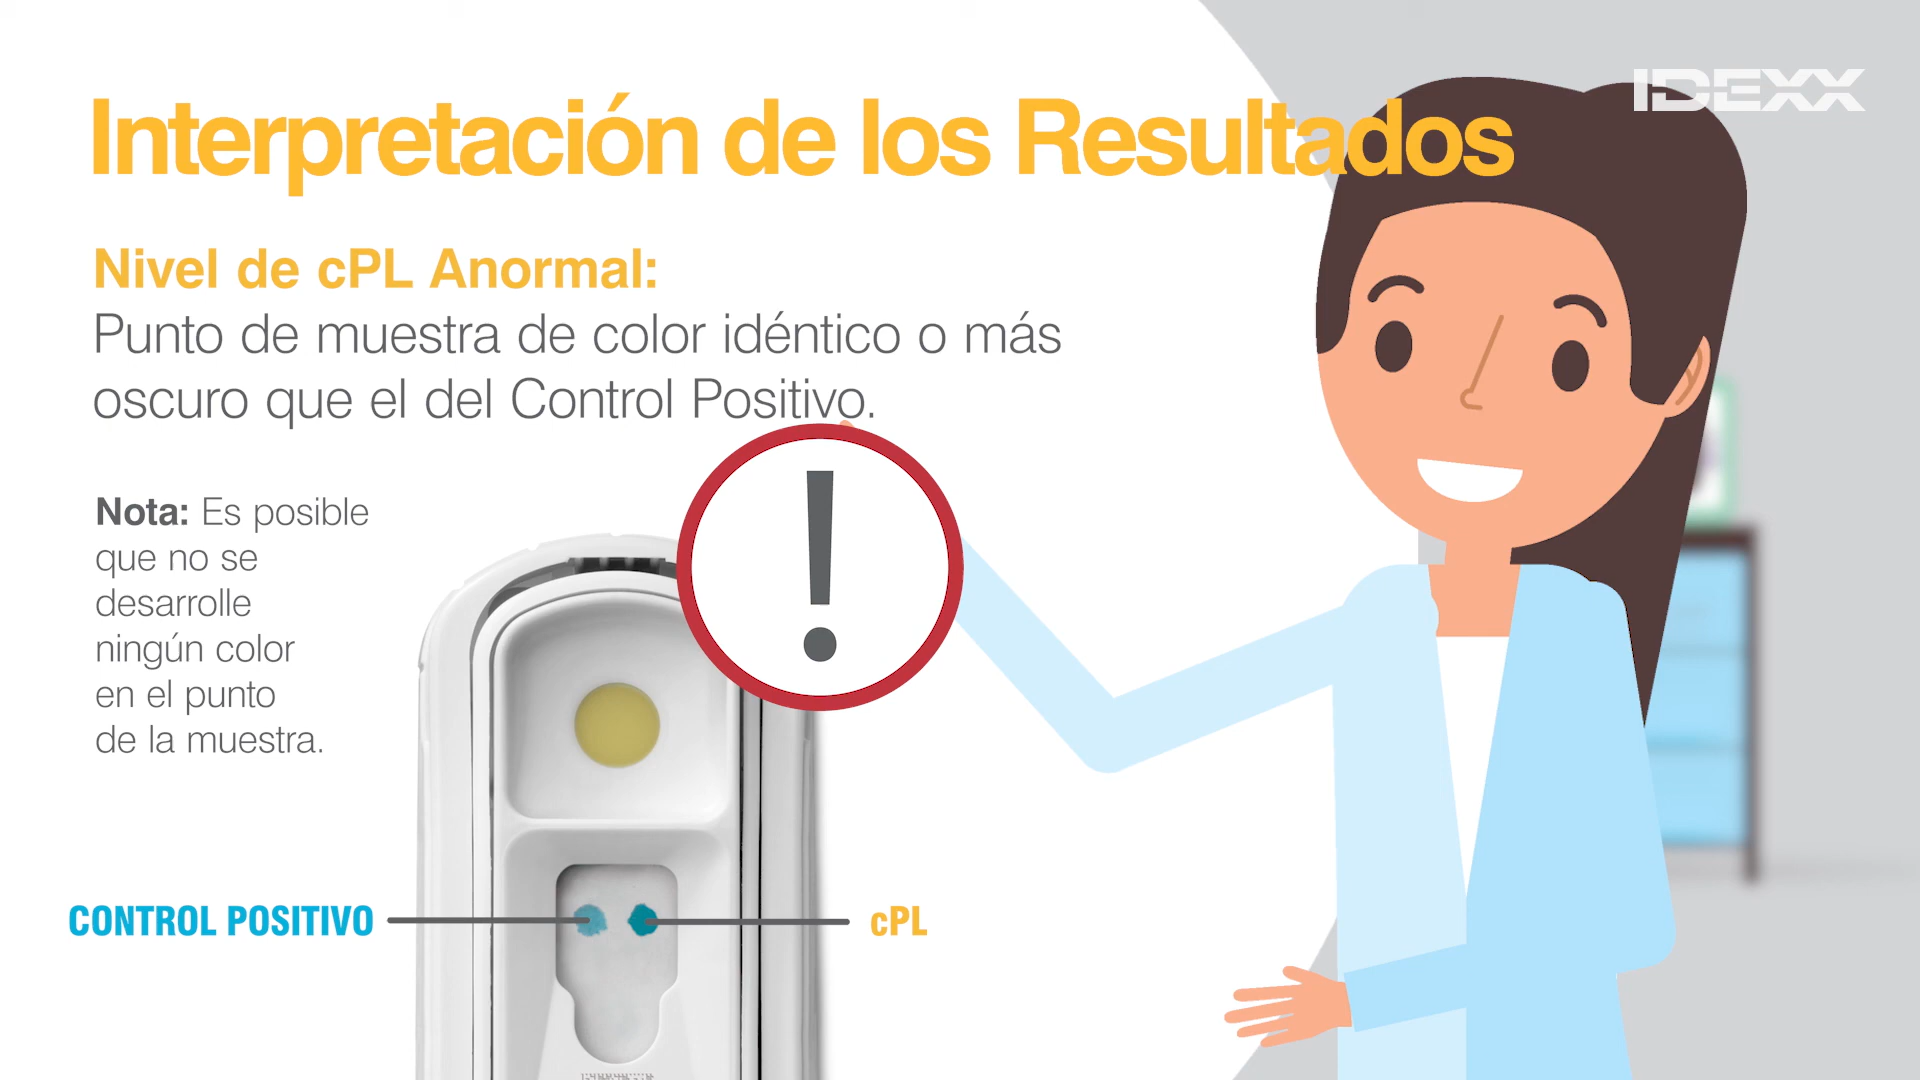 IDEXX
Interpretación de los Resultados
Nivel de cPL Anormal:
Punto de muestra de color idéntico o más
oscuro que el del Control Positivo.
Nota: Es posible
que no se
desarrolle
ningún color
en el punto
de la muestra.
!
CONTROL POSITIVO
cPL